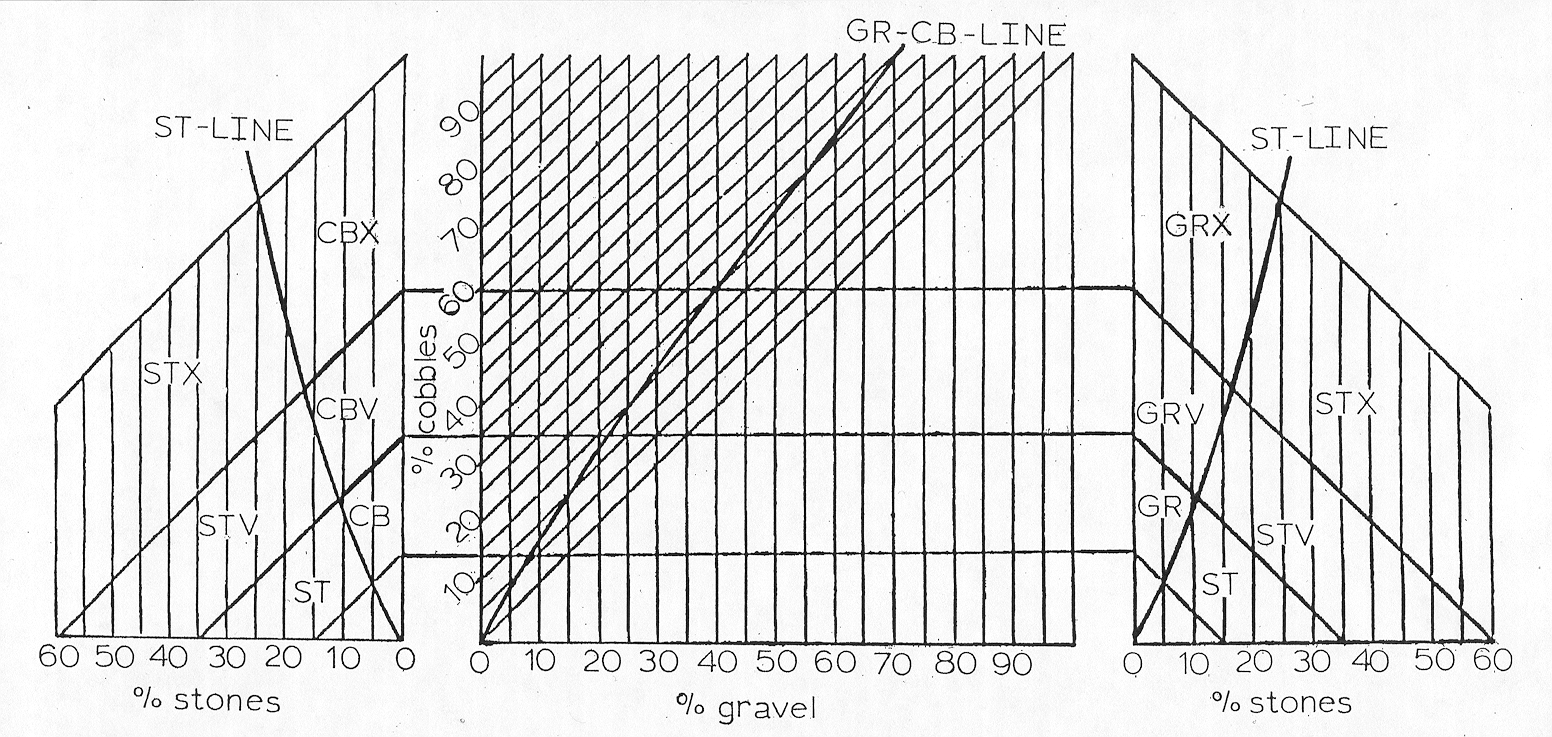 GR-CB-LINE
ST-LINE
ST-LINE
CBX
STX
CBV
STV
CB
ST
% cobbles
90
80
70
60
50
40
30
20
10
GRX
GRV
STX
GR
STV
ST
60 50 40 30 20 10 0
0 10 20 30 40 50 60 70 80 90
0 10 20 30 40 50 60
% stones
% gravel
% stones